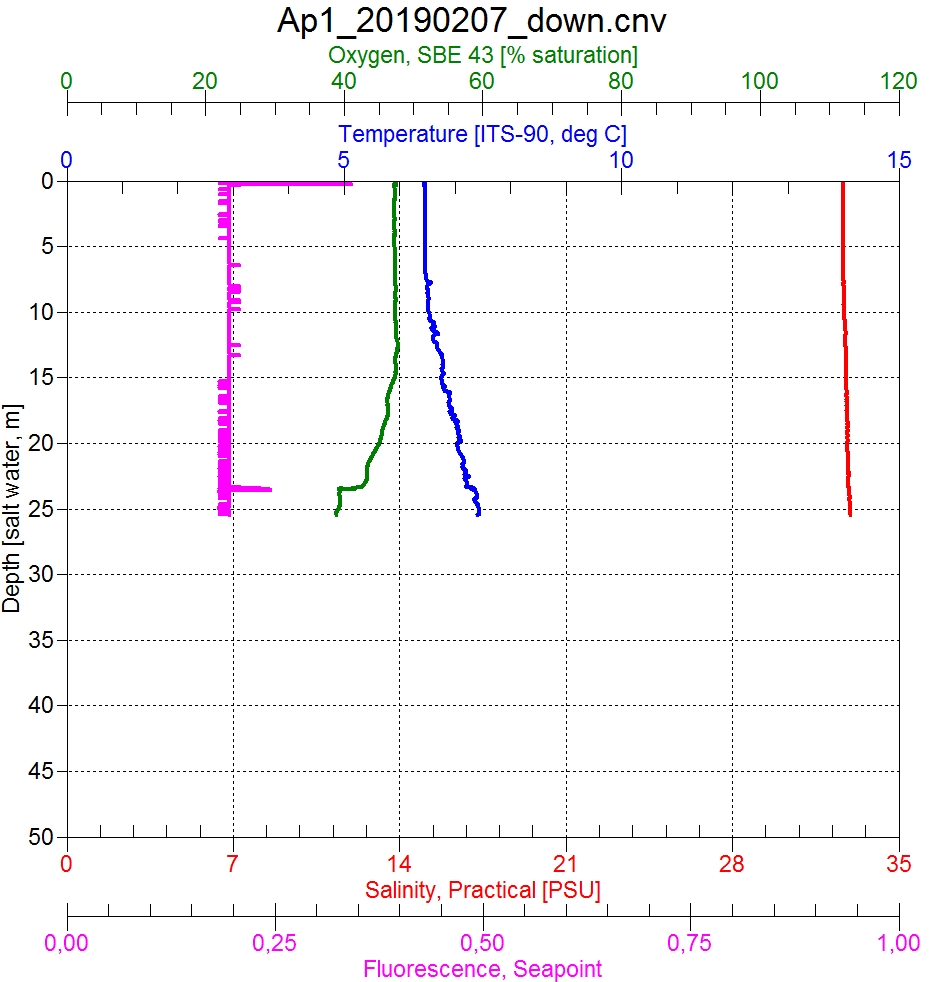 Ap1_20190207_down.cnv
Oxygen, SBE 43 [% saturation]
0 22 40 60 80 100 120
Temperature [ITS-90, deg C]
0 5 10 15
0
5
10
15
20
25
30
35
40
45
50
Depth [salt water, m]
0 7 14 21 28 35
Salinity, Practical [PSU]
0,00 0,25 0,50 0,75 1,00
Fluorescence, Seapoint